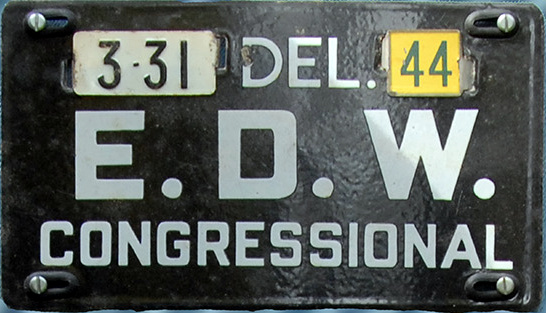 3-31 DEL. 44
E. D. W.
CONGRESSIONAL